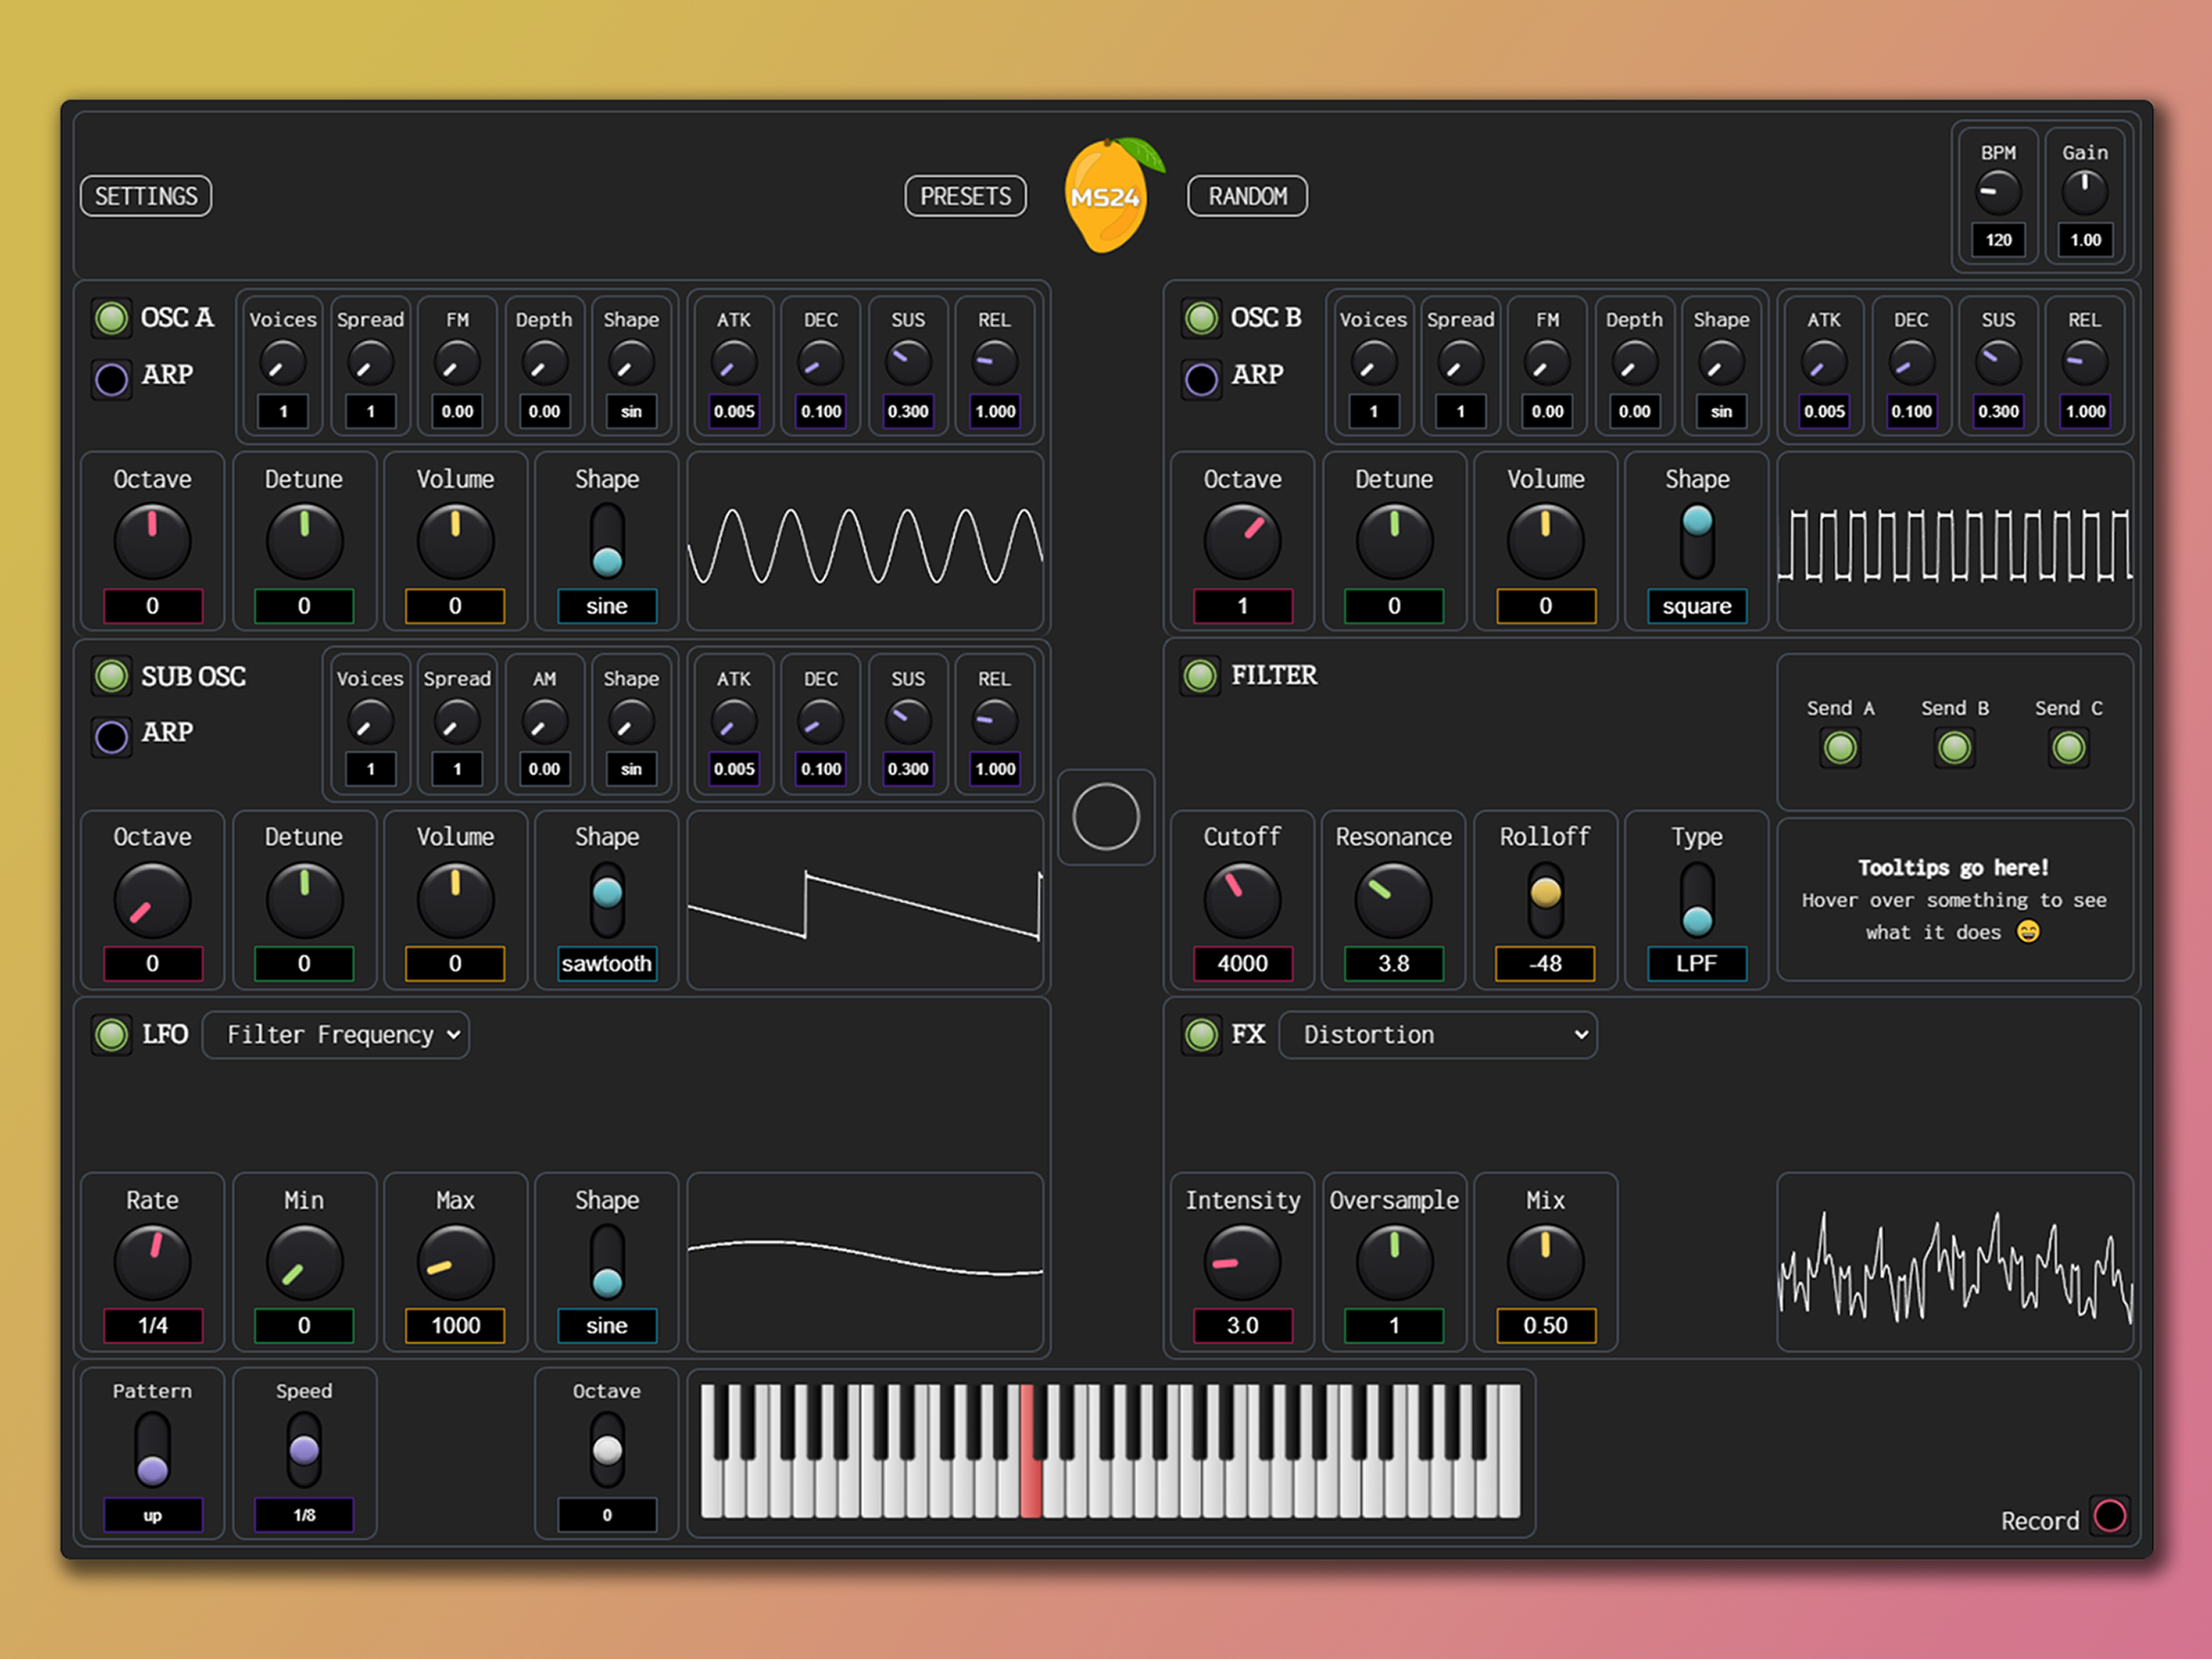 SETTINGS
PRESETS
MS24
RANDOM
BPM Gain
120 1.00
OSC A
ARP
Voices Spread FM Depth Shape
1 1 0.00 0.00 sin
ATK DEC SUS REL
0.005 0.100 0.300 1.000
Octave Detune Volume Shape
0 0 0 sine
OSC B
ARP
Voices Spread FM Depth Shape
1 1 0.00 0.00 sin
ATK DEC SUS REL
0.005 0.100 0.300 1.000
Octave Detune Volume Shape
1 0 0 square
SUB OSC
ARP
Voices Spread AM Shape
1 1 0.00 sin
ATK DEC SUS REL
0.005 0.100 0.300 1.000
Octave Detune Volume Shape
0 0 0 sawtooth
FILTER
Send A Send B Send C
Cutoff Resonance Rolloff Type
4000 3.8 -48 LPF
Tooltips go here!
Hover over something to see
what it does 😄
LFO Filter Frequency
Rate Min Max Shape
1/4 0 1000 sine
FX Distortion
Intensity Oversample Mix
3.0 1 0.50
Pattern Speed Octave
up 1/8 0
Record